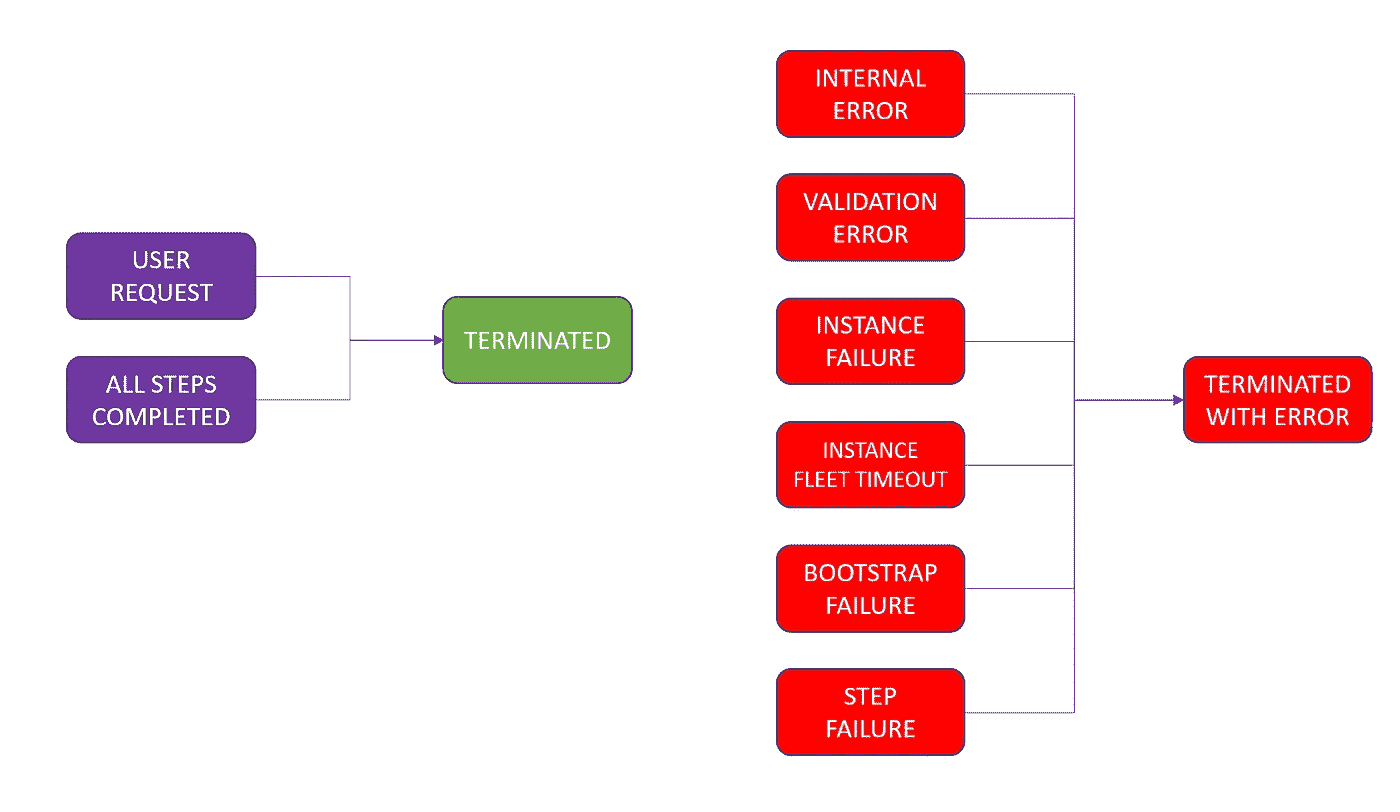 USER
REQUEST
ALL STEPS
COMPLETED
TERMINATED
INTERNAL
ERROR
VALIDATION
ERROR
INSTANCE
FAILURE
INSTANCE
FLEET TIMEOUT
BOOTSTRAP
FAILURE
STEP
FAILURE
TERMINATED
WITH ERROR